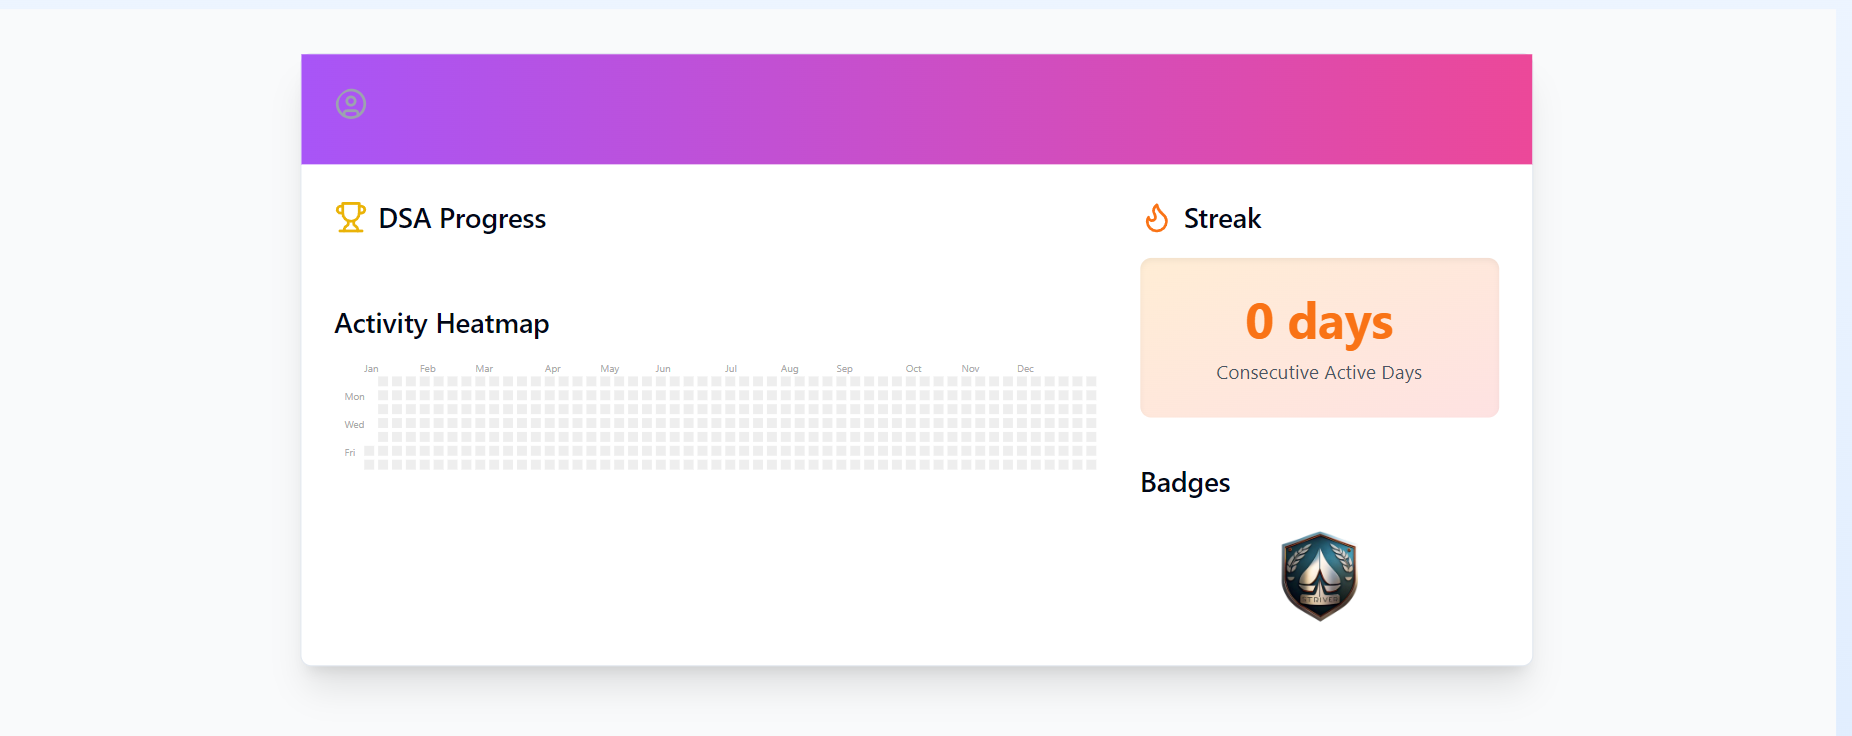 DSA Progress
Activity Heatmap
Jan Feb Mar Apr May Jun Jul Aug Sep Oct Nov Dec
Mon
Wed
Fri
Streak
0 days
Consecutive Active Days
Badges
STRIVER